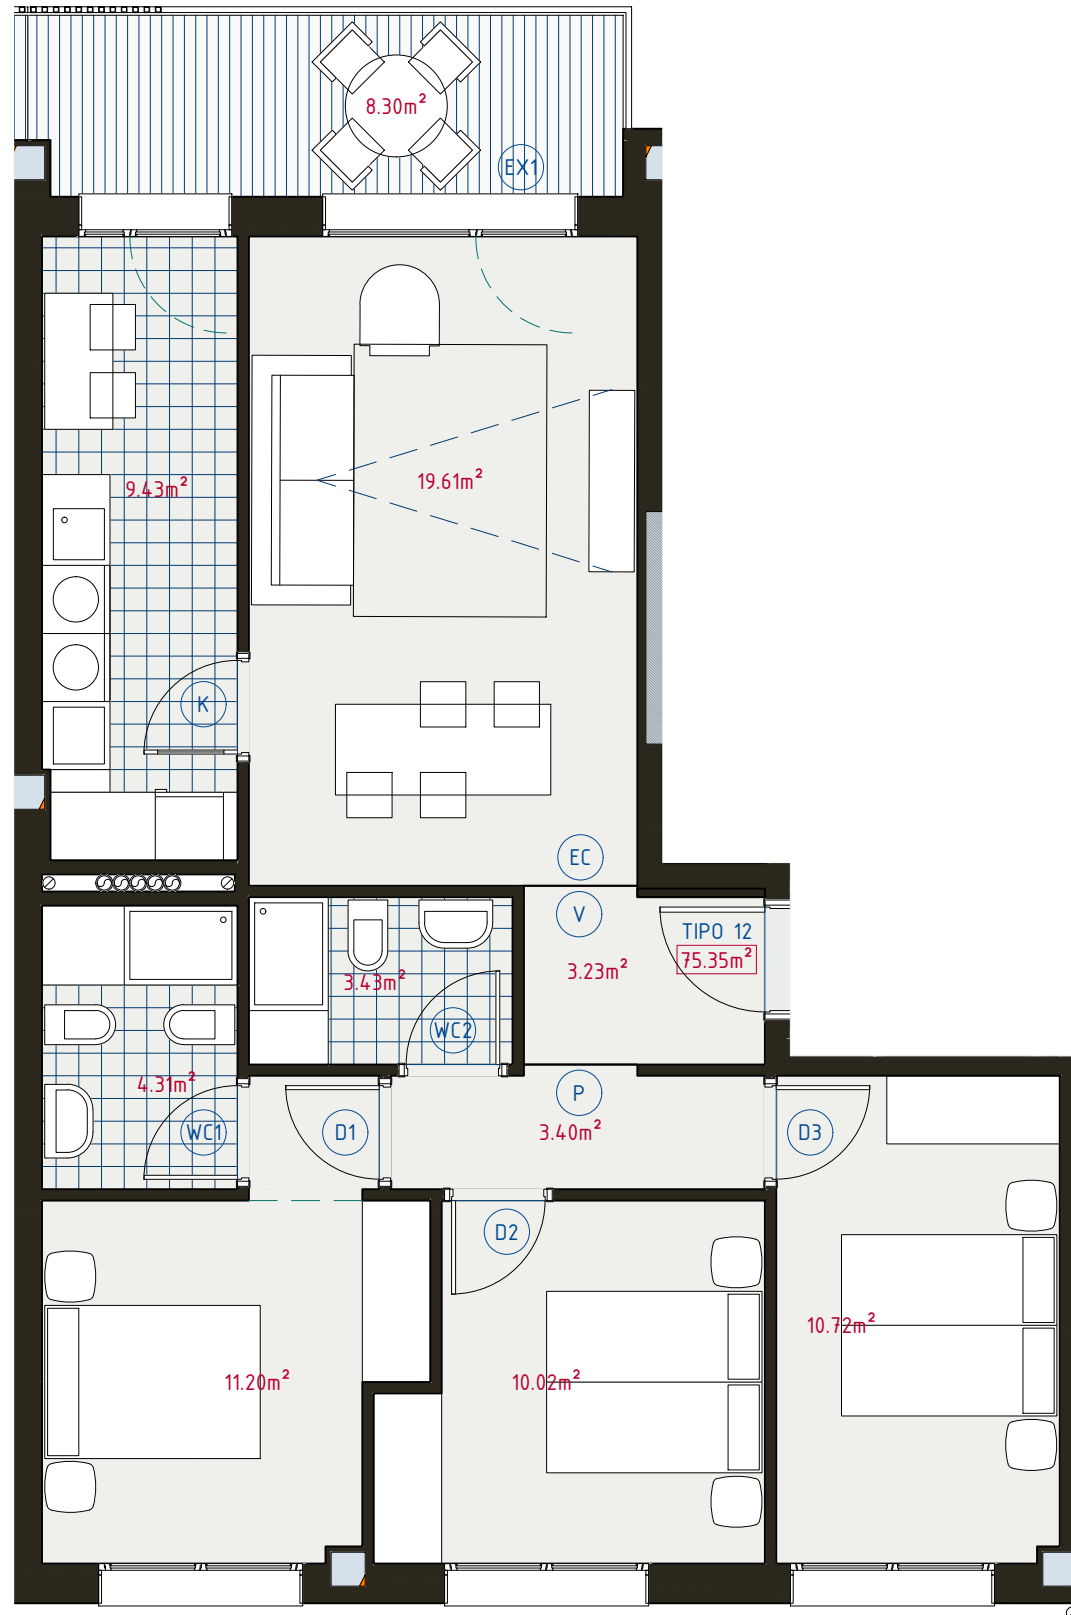 8.30m²
EX1
9.43m²
19.61m²
K
EC
V
TIPO 12
75.35m²
3.23m²
3.43m²
WC2
4.31m²
WC1
D1
P
3.40m²
D3
D2
10.72m²
11.20m²
10.02m²